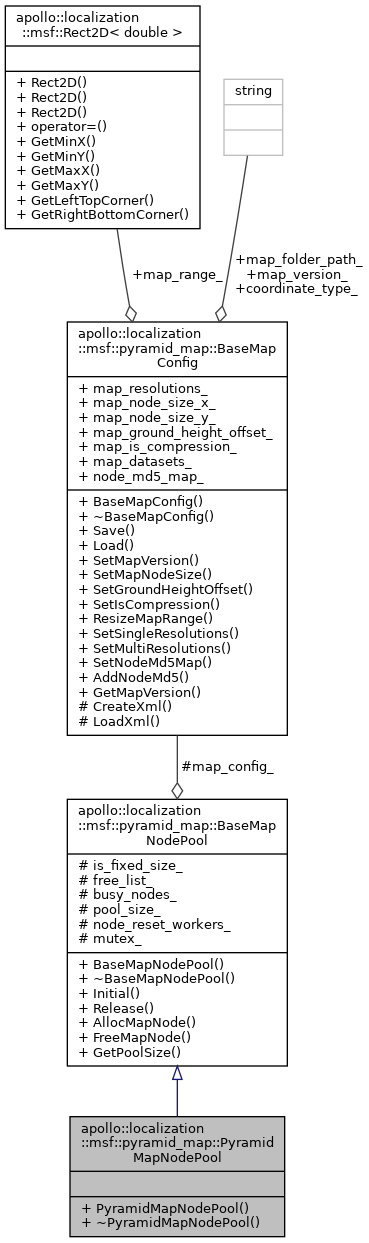 apollo::localization
::msf::Rect2D< double >
+ Rect2D()
+ Rect2D()
+ Rect2D()
+ operator=()
+ GetMinX()
+ GetMinY()
+ GetMaxX()
+ GetMaxY()
+ GetLeftTopCorner()
+ GetRightBottomCorner()
string
+map_range_
+map_folder_path_
+map_version_
+coordinate_type_
apollo::localization
::msf::pyramid_map::BaseMap
Config
+ map_resolutions_
+ map_node_size_x_
+ map_node_size_y_
+ map_ground_height_offset_
+ map_is_compression_
+ map_datasets_
+ node_md5_map_
+ BaseMapConfig()
+ ~BaseMapConfig()
+ Save()
+ Load()
+ SetMapVersion()
+ SetMapNodeSize()
+ SetGroundHeightOffset()
+ SetIsCompression()
+ ResizeMapRange()
+ SetSingleResolutions()
+ SetMultiResolutions()
+ SetNodeMd5Map()
+ AddNodeMd5()
+ GetMapVersion()
# CreateXml()
# LoadXml()
#map_config_
apollo::localization
::msf::pyramid_map::BaseMap
NodePool
# is_fixed_size_
# free_list_
# busy_nodes_
# pool_size_
# node_reset_workers_
# mutex_
+ BaseMapNodePool()
+ ~BaseMapNodePool()
+ Initial()
+ Release()
+ AllocMapNode()
+ FreeMapNode()
+ GetPoolSize()
apollo::localization
::msf::pyramid_map::Pyramid
MapNodePool
+ PyramidMapNodePool()
+ ~PyramidMapNodePool()